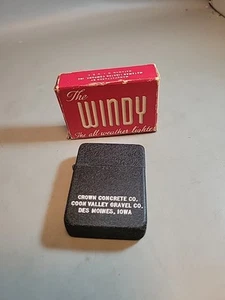 The
WINDY
The all-weather lighter
CROWN CONCRETE CO.
COON VALLEY GRAVEL CO.
DES MOINES, IOWA